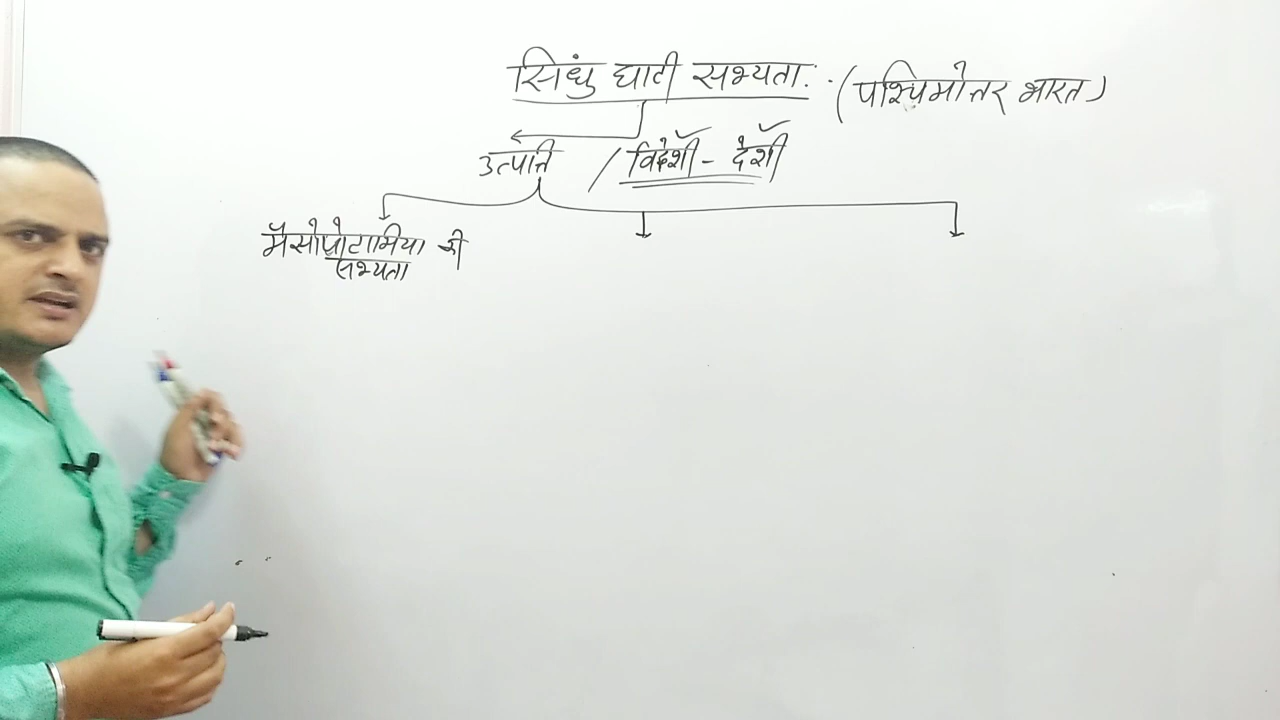 सिंधु घाटी सभ्यता. (पश्चिमोत्तर भारत)
उत्पत्ति / विदेशी - देशी
मैसोपोटामिया की
सभ्यता